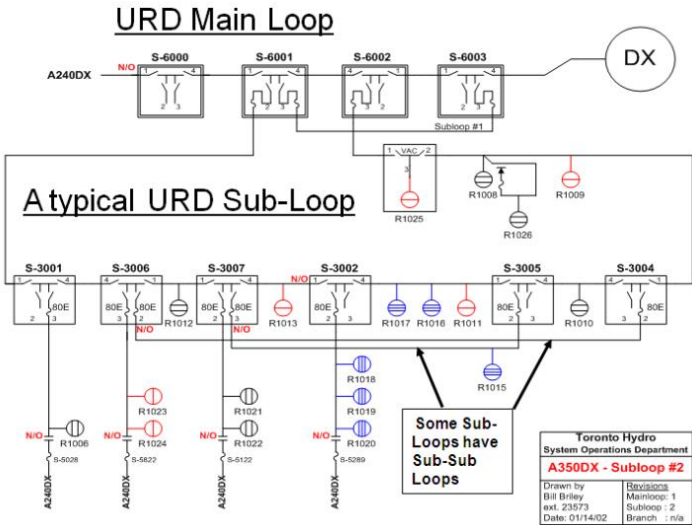 URD Main Loop
N/O S-6000 S-6001 S-6002 S-6003
A240DX
1 4 1 4 4 1 1 4
DX
2 3 2 3 3 2 2 3
Subloop #1
1 VAC 2
3
R1025
R1008
R1009
R1026
A typical URD Sub-Loop
S-3001 S-3006 S-3007 N/O S-3002 S-3005 S-3004
1 4 4 1 1 4 1 4 1 4 4 1
80E 80E 80E 80E 80E 80E 80E 80E
2 3 3 2 2 3 2 3 2 3 3 2
N/O N/O
R1012 R1013 R1017 R1016 R1011 R1010
R1015
R1018
R1023 R1021 R1019
N/O R1006 N/O R1024 N/O R1022 N/O R1020
S-5028 S-5822 S-5122 S-5289
A240DX A240DX A240DX A240DX
Some Sub-
Loops have
Sub-Sub
Loops
Toronto Hydro
System Operations Department
A350DX - Subloop #2
Drawn by
Bill Briley
ext. 23573
Date: 01/14/02
Revisions
Mainloop: 1
Subloop : 2
Branch : n/a